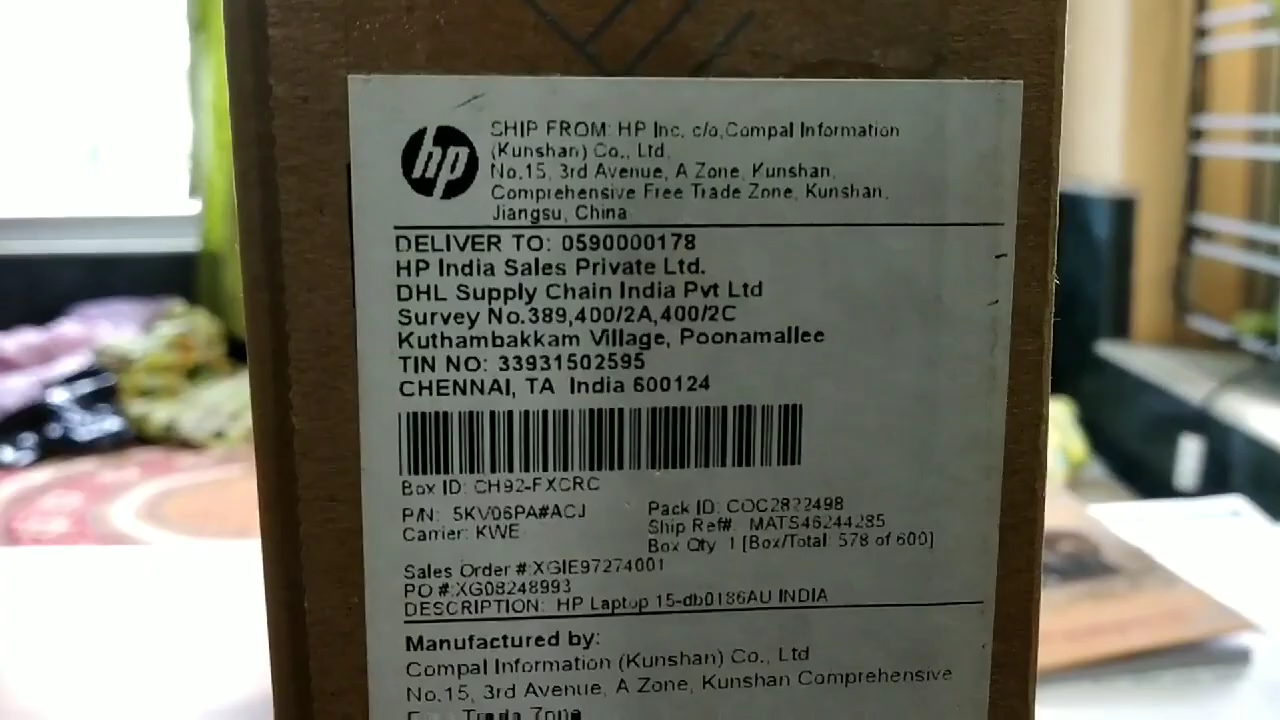 hp
SHIP FROM: HP Inc. c/o,Compal Information
(Kunshan) Co., Ltd.
No.15, 3rd Avenue, A Zone, Kunshan,
Comprehensive Free Trade Zone, Kunshan,
Jiangsu, China
DELIVER TO: 0590000178
HP India Sales Private Ltd.
DHL Supply Chain India Pvt Ltd
Survey No.389,400/2A,400/2C
Kuthambakkam Village, Poonamallee
TIN NO: 33931502595
CHENNAI, TA India 600124
Box ID: CH92-FXCRC
P/N: 5KV06PA#ACJ
Carrier: KWE
Pack ID: COC2822498
Ship Ref#: MATS46244285
Box Qty 1 [Box/Total: 578 of 600]
Sales Order #:XGIE97274001
PO #:XG08248993
DESCRIPTION: HP Laptop 15-db0186AU INDIA
Manufactured by:
Compal Information (Kunshan) Co., Ltd
No.15, 3rd Avenue, A Zone, Kunshan Comprehensive
Free Trade Zone